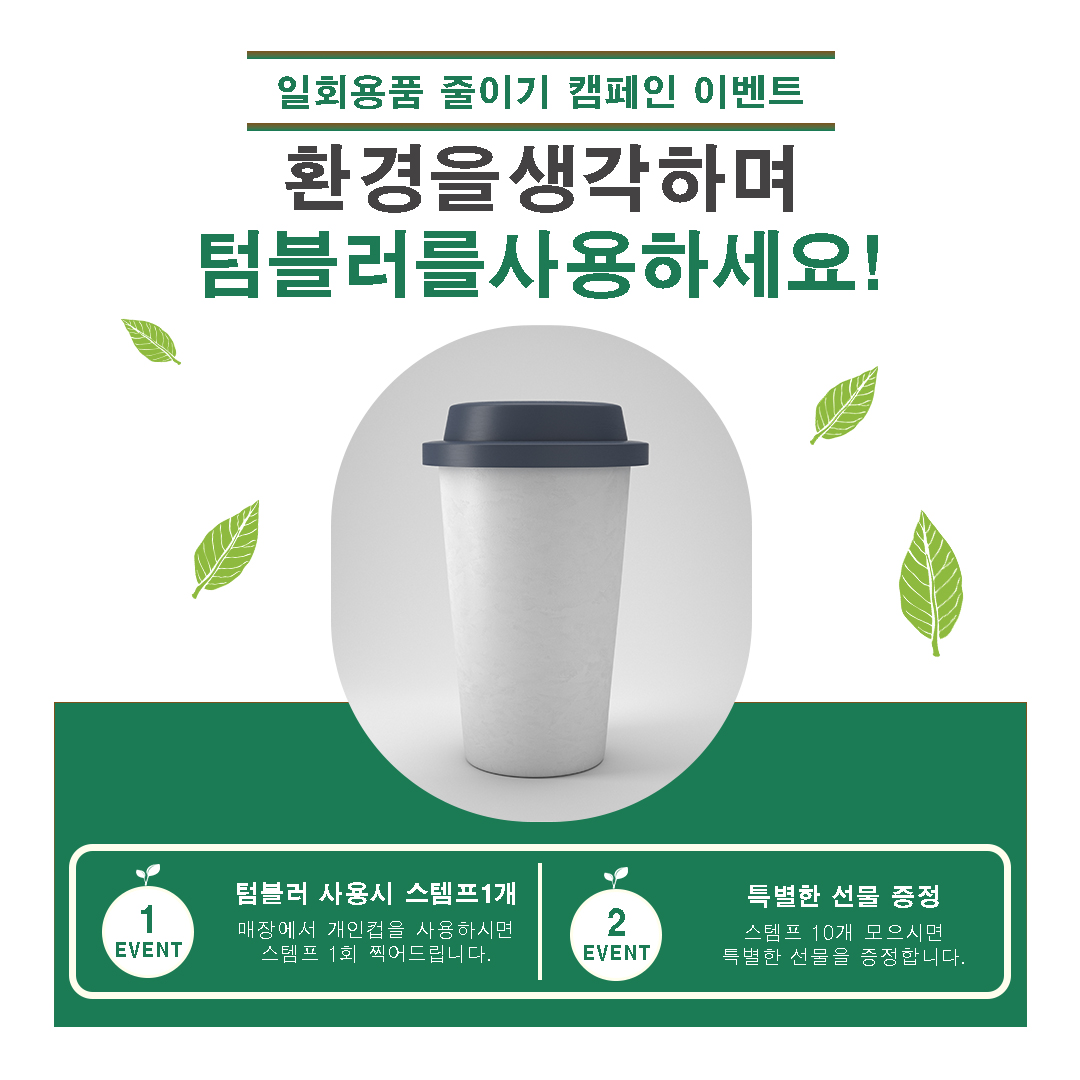 일회용품 줄이기 캠페인 이벤트
환경을생각하며
텀블러를사용하세요!
1
EVENT
텀블러 사용시 스템프1개
매장에서 개인컵을 사용하시면
스템프 1회 찍어드립니다.
2
EVENT
특별한 선물 증정
스템프 10개 모으시면
특별한 선물을 증정합니다.